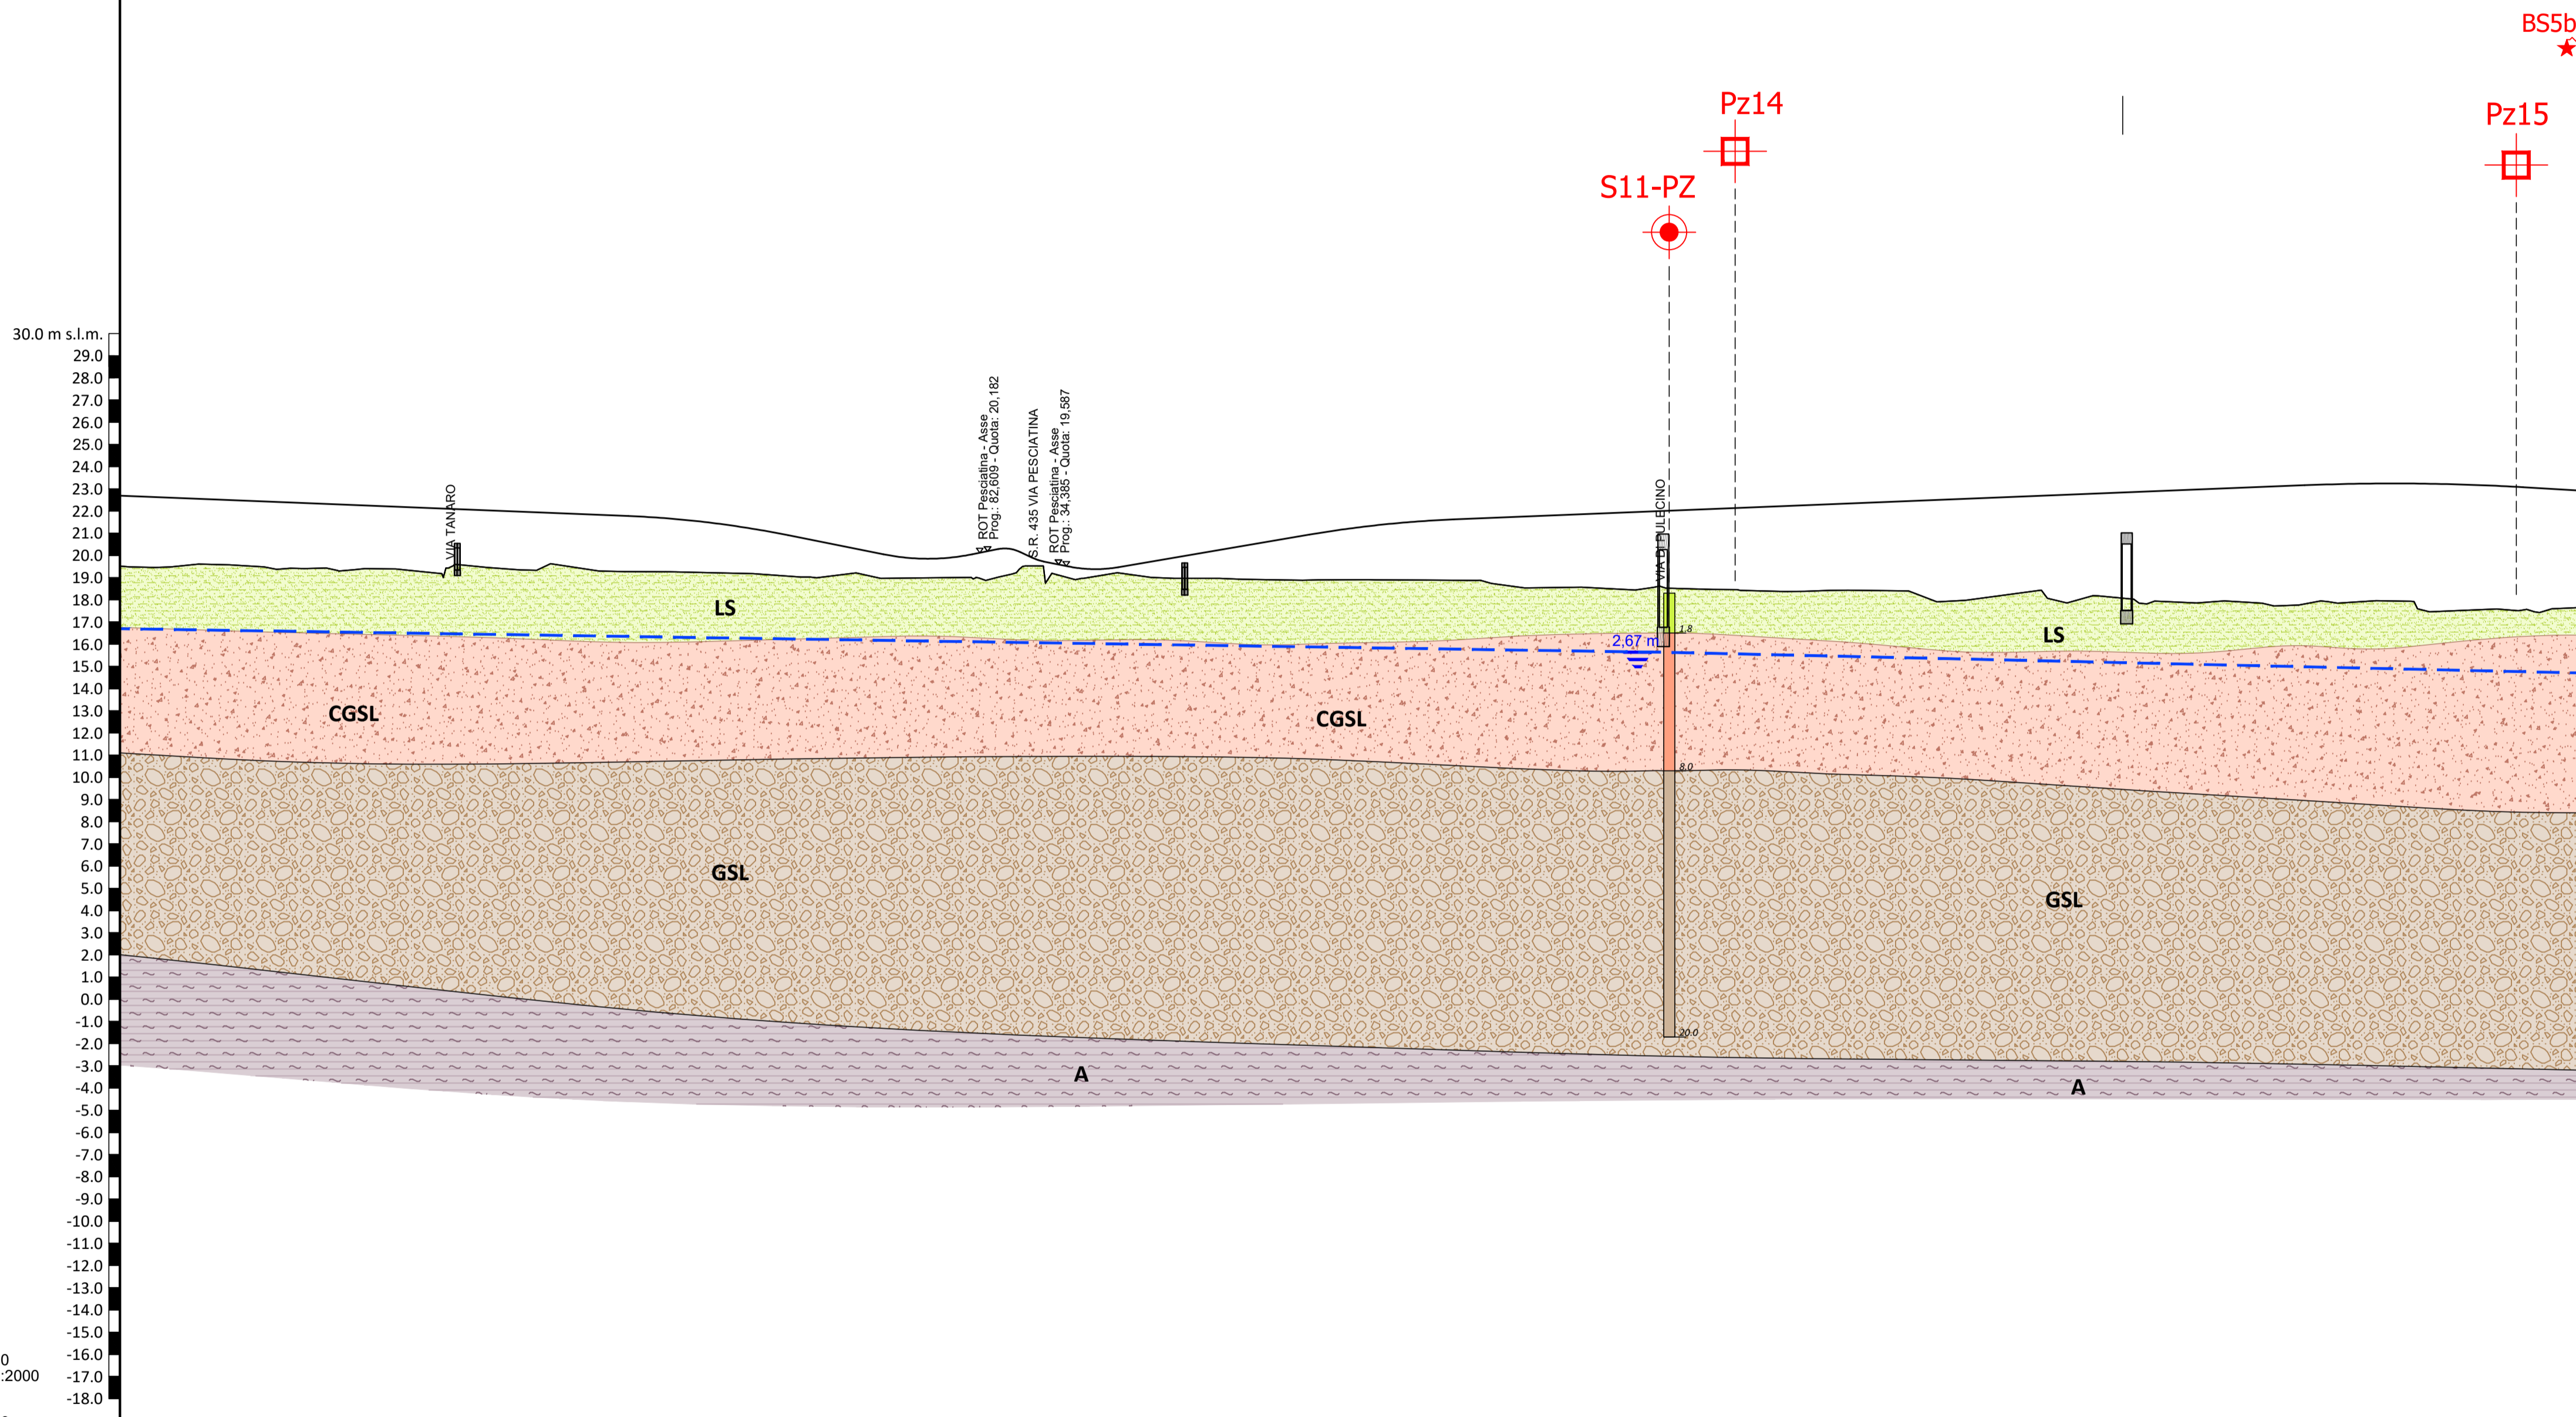 BS5b
Pz14
Pz15
S11-PZ
30.0 m s.l.m.
29.0
28.0
27.0
26.0
25.0
24.0
23.0
22.0
21.0
20.0
19.0
18.0
17.0
16.0
15.0
14.0
13.0
12.0
11.0
10.0
9.0
8.0
7.0
6.0
5.0
4.0
3.0
2.0
1.0
0.0
-1.0
-2.0
-3.0
-4.0
-5.0
-6.0
-7.0
-8.0
-9.0
-10.0
-11.0
-12.0
-13.0
-14.0
-15.0
-16.0
-17.0
-18.0
VIA TANARO
ROT Pesciatina - Asse
Prog.: 82,609 - Quota: 20,182
S.R. 435 VIA PESCIATINA
ROT Pesciatina - Asse
Prog.: 34,385 - Quota: 19,587
VIA DI PULECINO
LS
1.8
LS
2,67 m
CGSL
CGSL
8.0
GSL
GSL
20.0
A
A
0
:2000